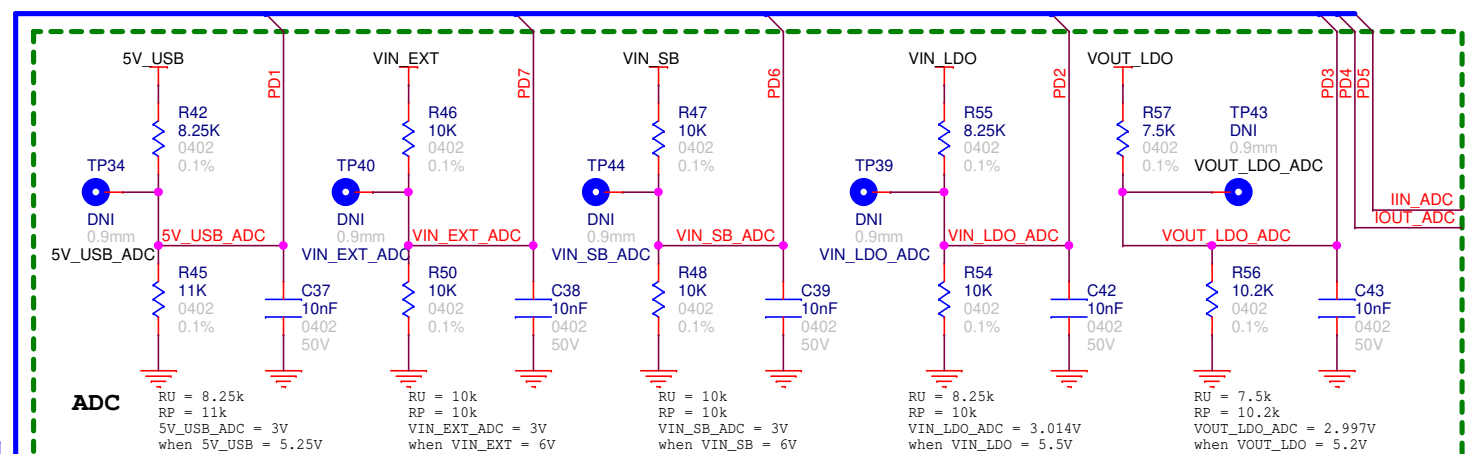 5V_USB
VIN_EXT
VIN_SB
VIN_LDO
VOUT_LDO
PD1
PD7
PD6
PD2
PD3
PD4
PD5
R42
8.25K
0402
0.1%
TP34
DNI
0.9mm
5V_USB_ADC
5V_USB_ADC
R45
11K
0402
0.1%
C37
10nF
0402
50V
R46
10K
0402
0.1%
TP40
DNI
0.9mm
VIN_EXT_ADC
VIN_EXT_ADC
R50
10K
0402
0.1%
C38
10nF
0402
50V
R47
10K
0402
0.1%
TP44
DNI
0.9mm
VIN_SB_ADC
VIN_SB_ADC
R48
10K
0402
0.1%
C39
10nF
0402
50V
R55
8.25K
0402
0.1%
TP39
DNI
0.9mm
VIN_LDO_ADC
VIN_LDO_ADC
R54
10K
0402
0.1%
C42
10nF
0402
50V
R57
7.5K
0402
0.1%
TP43
DNI
0.9mm
VOUT_LDO_ADC
VOUT_LDO_ADC
R56
10.2K
0402
0.1%
C43
10nF
0402
50V
IIN_ADC
IOUT_ADC
ADC
RU = 8.25k
RP = 11k
5V_USB_ADC = 3V
when 5V_USB = 5.25V
RU = 10k
RP = 10k
VIN_EXT_ADC = 3V
when VIN_EXT = 6V
RU = 10k
RP = 10k
VIN_SB_ADC = 3V
when VIN_SB = 6V
RU = 8.25k
RP = 10k
VIN_LDO_ADC = 3.014V
when VIN_LDO = 5.5V
RU = 7.5k
RP = 10.2k
VOUT_LDO_ADC = 2.997V
when VOUT_LDO = 5.2V